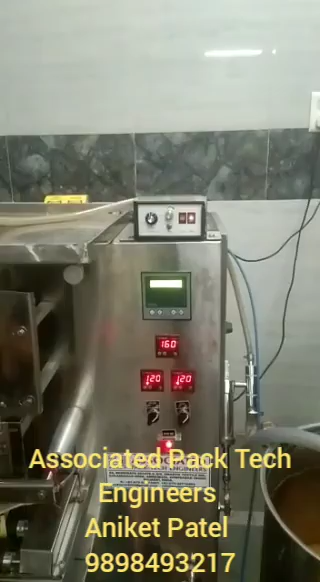 160
120 120
Associated Pack Tech
Engineers
Aniket Patel
9898493217